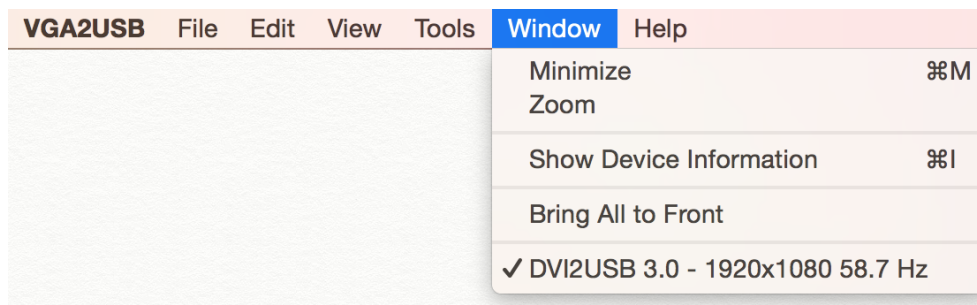 VGA2USB File Edit View Tools Window Help
Minimize ⌘M
Zoom
Show Device Information ⌘I
Bring All to Front
✓ DVI2USB 3.0 - 1920x1080 58.7 Hz